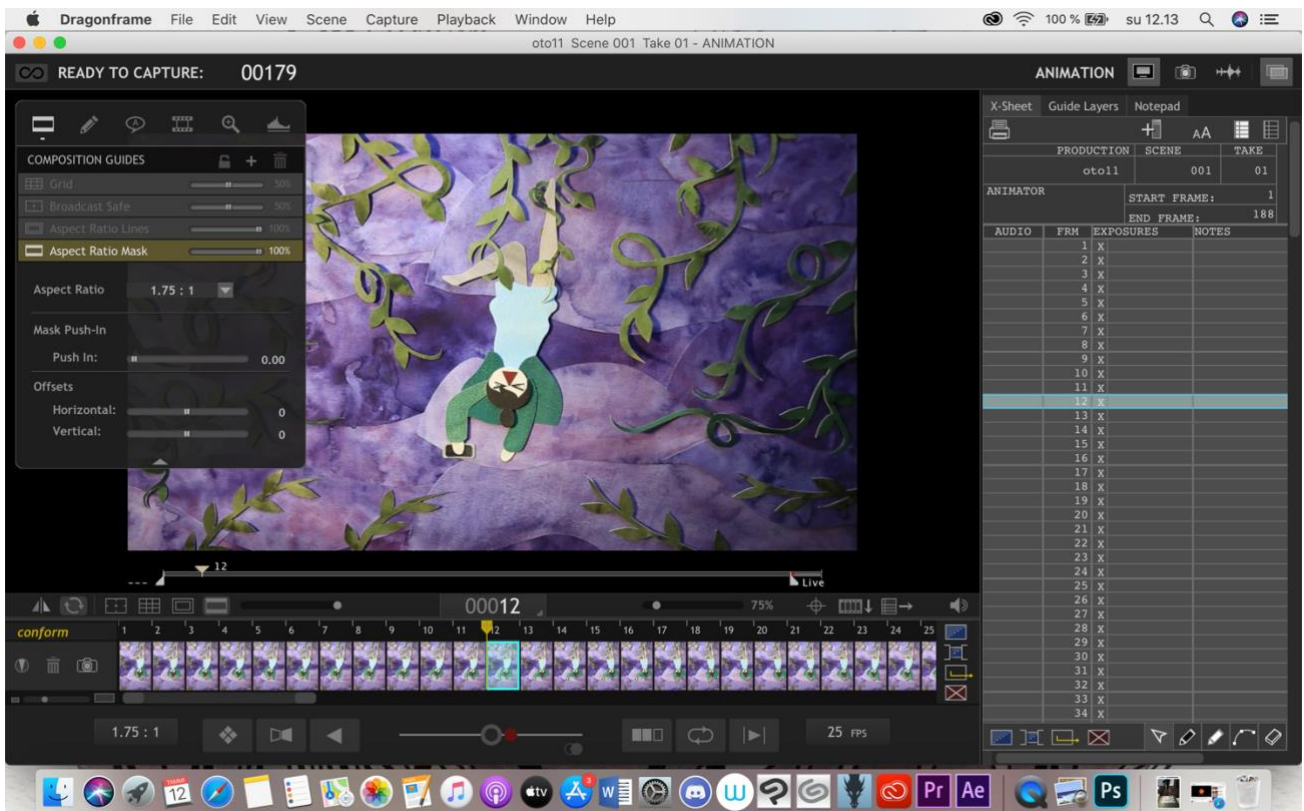 Dragonframe File Edit View Scene Capture Playback Window Help 100 % su 12.13
oto11 Scene 001 Take 01 - ANIMATION
READY TO CAPTURE: 00179 ANIMATION
X-Sheet Guide Layers Notepad
AA
PRODUCTION SCENE TAKE
oto11 001 01
ANIMATOR START FRAME: 1
END FRAME: 188
AUDIO FRM EXPOSURES NOTES
1 x
2 x
3 x
4 x
5 x
6 x
7 x
8 x
9 x
10 x
11 x
12 x
13 x
14 x
15 x
16 x
17 x
18 x
19 x
20 x
21 x
22 x
23 x
24 x
25 x
26 x
27 x
28 x
29 x
30 x
31 x
32 x
33 x
34 x
COMPOSITION GUIDES
Grid 50%
Broadcast Safe 50%
Aspect Ratio Lines 100%
Aspect Ratio Mask 100%
Aspect Ratio 1.75 : 1
Mask Push-In
Push In: 0.00
Offsets
Horizontal: 0
Vertical: 0
12
--- Live
00012 75%
conform 1 2 3 4 5 6 7 8 9 10 11 12 13 14 15 16 17 18 19 20 21 22 23 24 25
1.75 : 1 25 FPS
12 tv 3 W W Pr Ae Ps